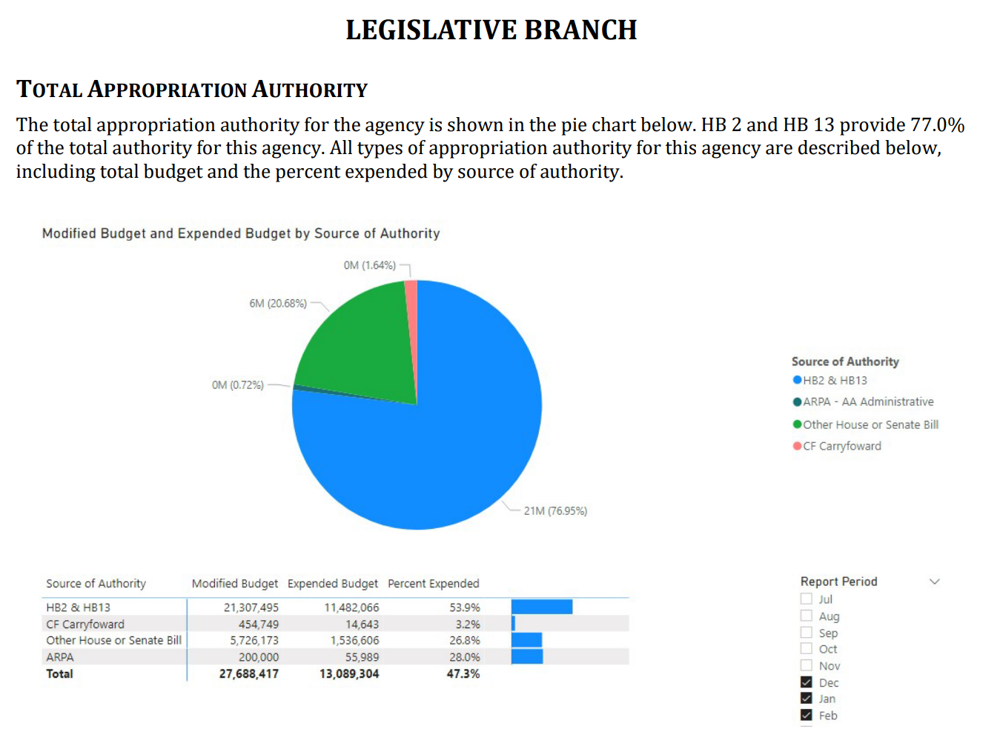 LEGISLATIVE BRANCH
TOTAL APPROPRIATION AUTHORITY
The total appropriation authority for the agency is shown in the pie chart below. HB 2 and HB 13 provide 77.0%
of the total authority for this agency. All types of appropriation authority for this agency are described below,
including total budget and the percent expended by source of authority.
Modified Budget and Expended Budget by Source of Authority
0M (1.64%)
6M (20.68%)
0M (0.72%)
21M (76.95%)
Source of Authority
HB2 & HB13
ARPA - AA Administrative
Other House or Senate Bill
CF Carryfoward
Source of Authority Modified Budget Expended Budget Percent Expended
HB2 & HB13 21,307,495 11,482,066 53.9%
CF Carryfoward 454,749 14,643 3.2%
Other House or Senate Bill 5,726,173 1,536,606 26.8%
ARPA 200,000 55,989 28.0%
Total 27,688,417 13,089,304 47.3%
Report Period
Jul
Aug
Sep
Oct
Nov
Dec
Jan
Feb